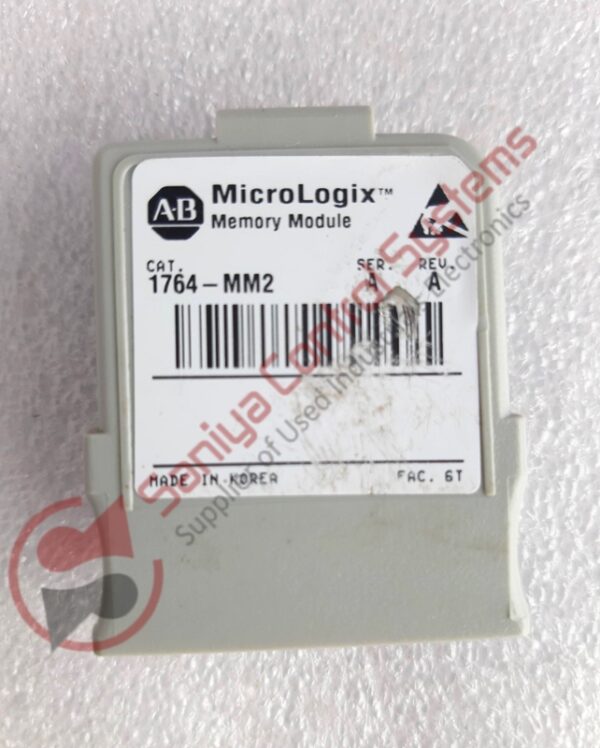 A-B MicroLogix™
Memory Module
CAT. SER. REV.
1764-MM2 A A
MADE IN KOREA FAC. 6T
Saniya Control Systems
Supplier of Used Industrial Electronics